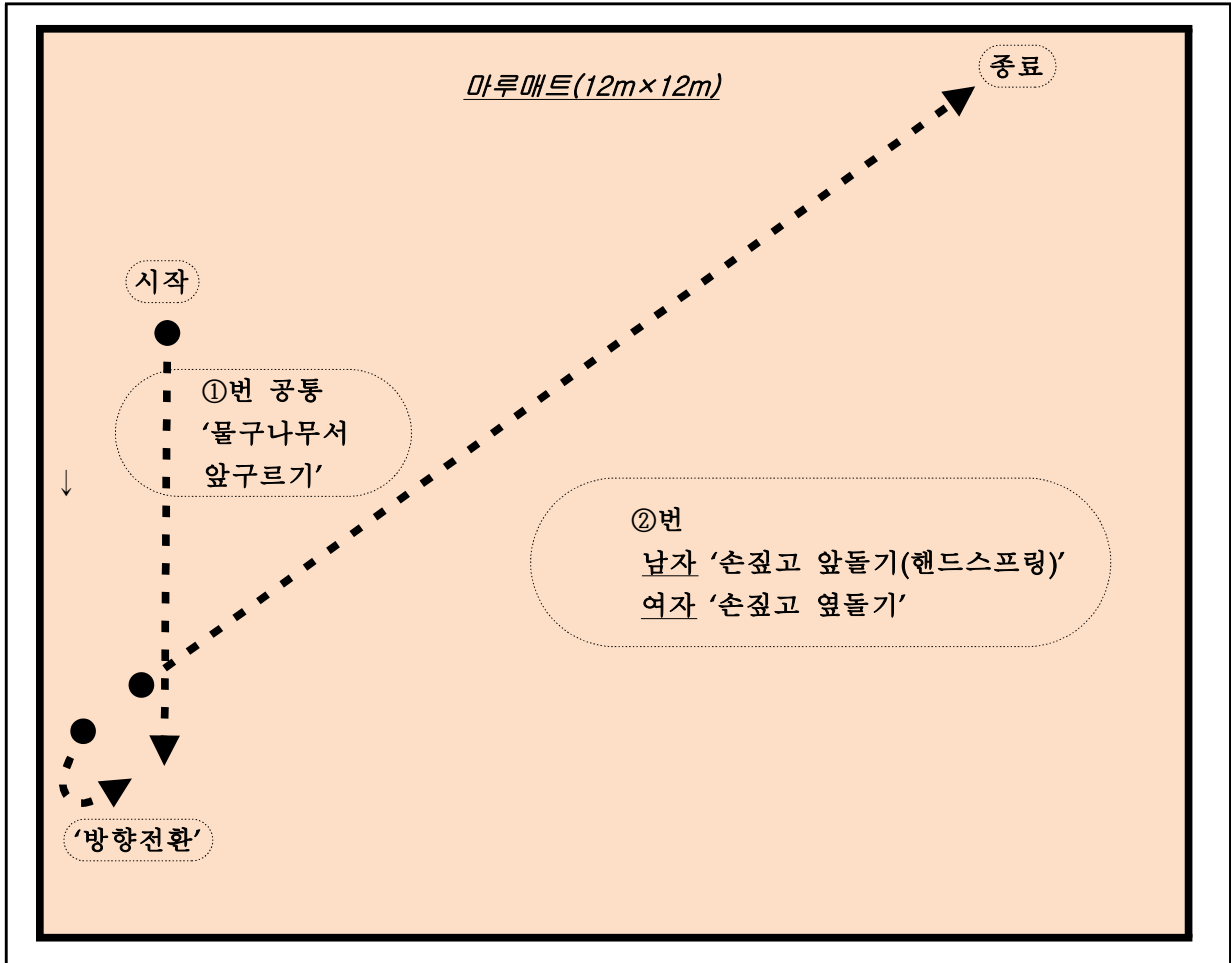 마루매트(12m×12m)
종료
시작
①번 공통
‘물구나무서
앞구르기’
↓
②번
남자 ‘손짚고 앞돌기(핸드스프링)’
여자 ‘손짚고 옆돌기’
‘방향전환’